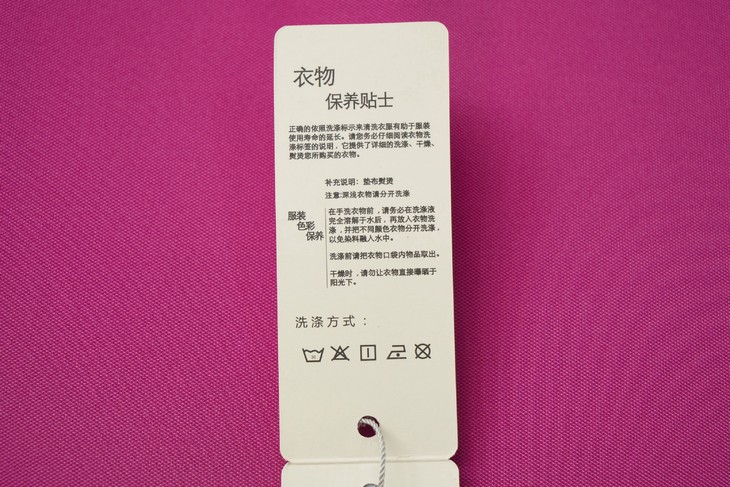 衣物
保养贴士
正确的依照洗涤标示来清洗衣服有助于服装
使用寿命的延长。请您务必仔细阅读衣物洗
涤标签的说明，它提供了详细的洗涤、干燥、
熨烫您所购买的衣物。
补充说明：垫布熨烫
注意:深浅衣物请分开洗涤
服装
色彩
保养
在手洗衣物前，请务必在洗涤液
完全溶解于水后，再放入衣物洗
涤，并把不同颜色衣物分开洗涤，
以免染料融入水中。
洗涤前请把衣物口袋内物品取出。
干燥时，请勿让衣物直接曝晒于
阳光下。
洗涤方式：